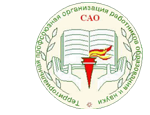 Территориальная профсоюзная организация работников образования и науки
САО